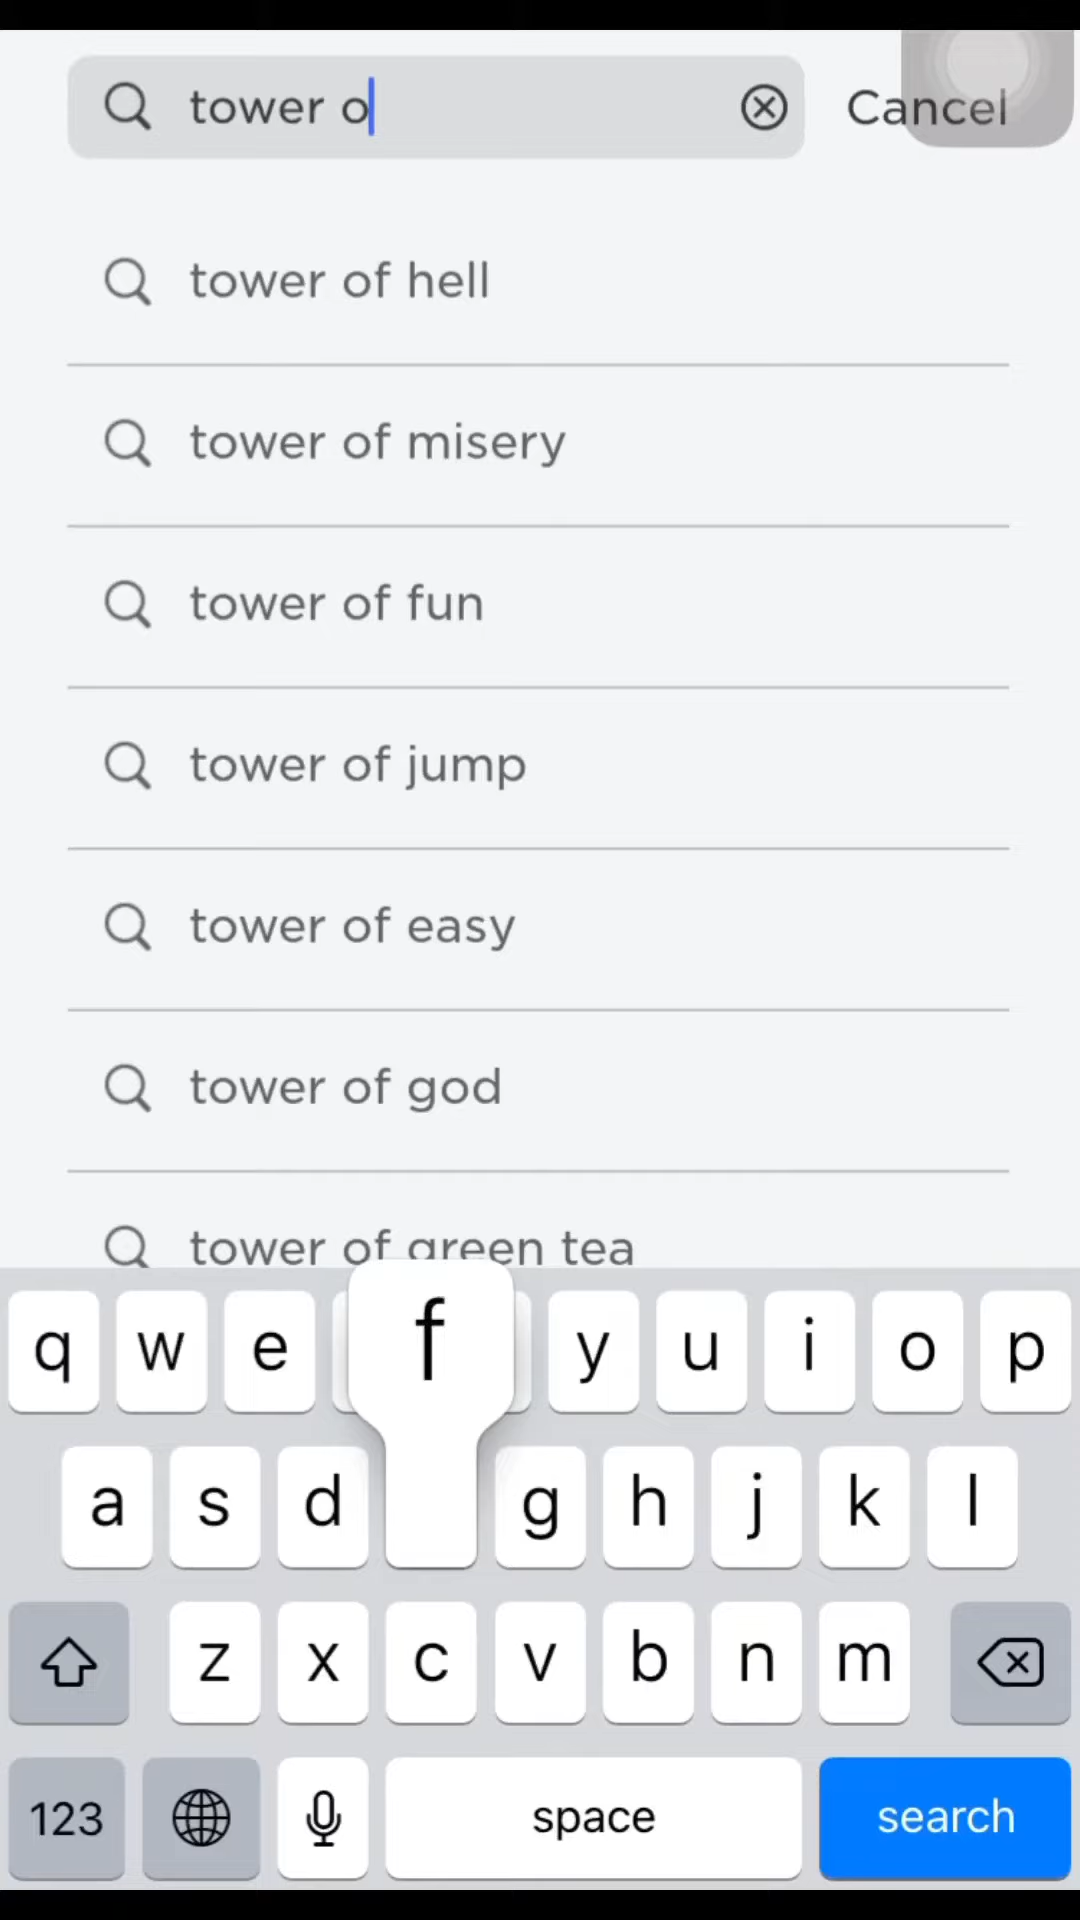 tower o
Cancel
tower of hell
tower of misery
tower of fun
tower of jump
tower of easy
tower of god
tower of green tea
q w e f y u i o p
a s d g h j k l
z x c v b n m
123 space search